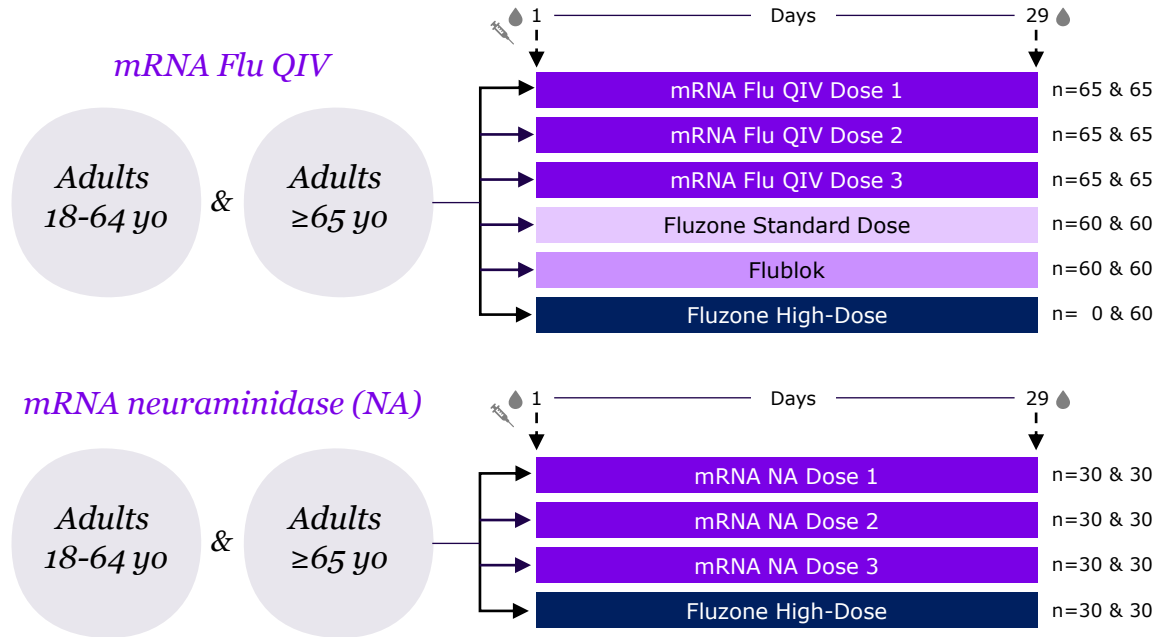 mRNA Flu QIV
1 Days 29
Adults
18-64 yo
&
Adults
≥65 yo
mRNA Flu QIV Dose 1 n=65 & 65
mRNA Flu QIV Dose 2 n=65 & 65
mRNA Flu QIV Dose 3 n=65 & 65
Fluzone Standard Dose n=60 & 60
Flublok n=60 & 60
Fluzone High-Dose n= 0 & 60
mRNA neuraminidase (NA)
1 Days 29
Adults
18-64 yo
&
Adults
≥65 yo
mRNA NA Dose 1 n=30 & 30
mRNA NA Dose 2 n=30 & 30
mRNA NA Dose 3 n=30 & 30
Fluzone High-Dose n=30 & 30